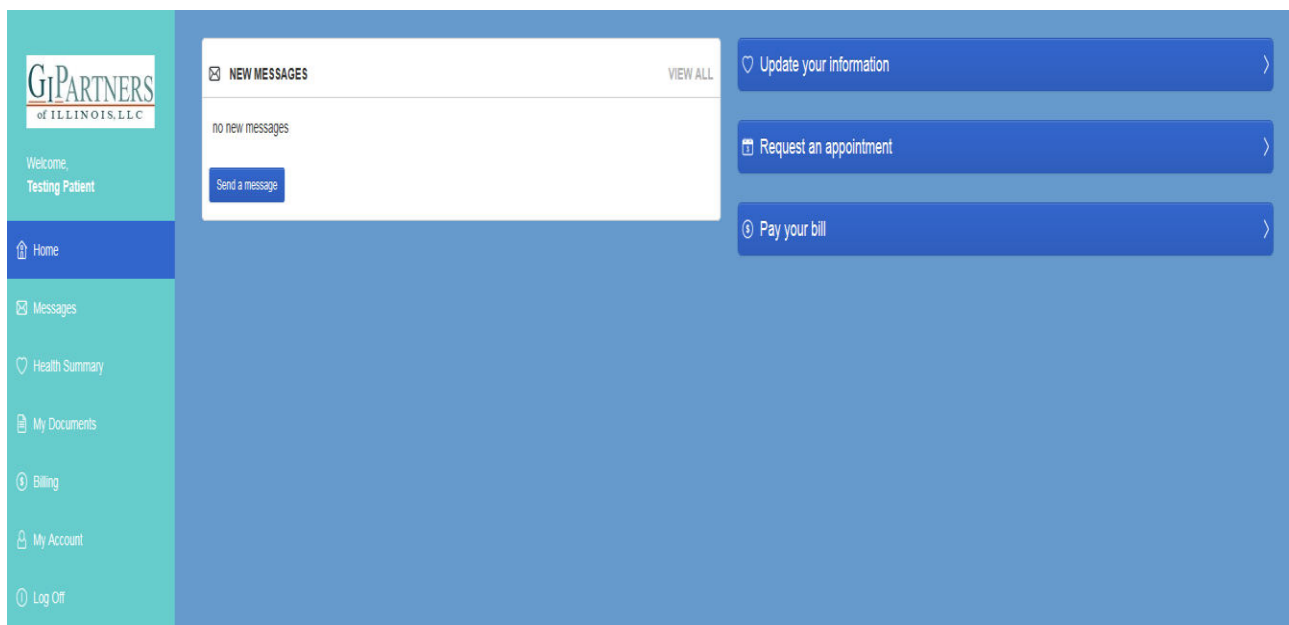 GIPARTNERS
of ILLINOIS, LLC
Welcome,
Testing Patient
Home
Messages
Health Summary
My Documents
Billing
My Account
Log Off
NEW MESSAGES VIEW ALL
no new messages
Send a message
Update your information
Request an appointment
Pay your bill